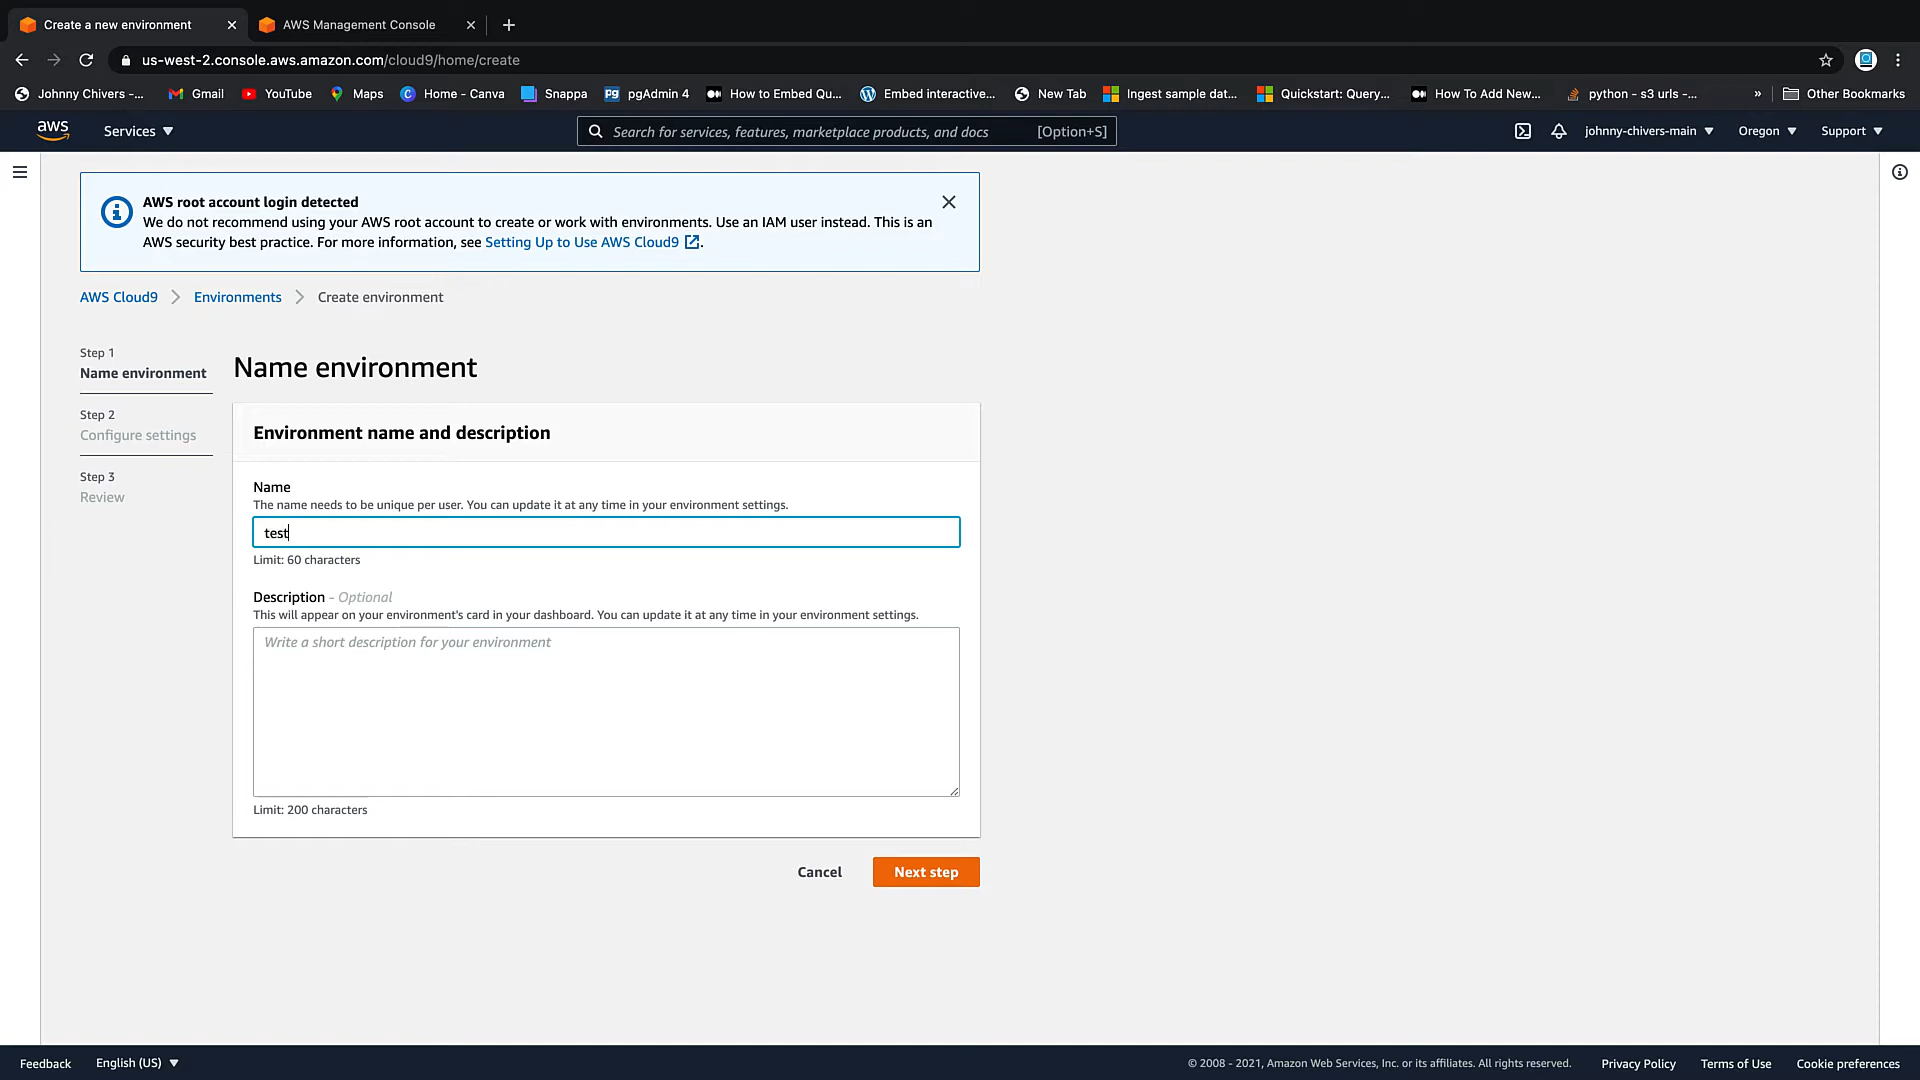 Create a new environment
AWS Management Console
us-west-2.console.aws.amazon.com/cloud9/home/create
Johnny Chivers -...
Gmail
YouTube
Maps
Home - Canva
Snappa
pgAdmin 4
How to Embed Qu...
Embed interactive...
New Tab
Ingest sample dat...
Quickstart: Query...
How To Add New...
python - s3 urls -...
»
Other Bookmarks
aws
Services
Search for services, features, marketplace products, and docs
[Option+S]
johnny-chivers-main
Oregon
Support
AWS root account login detected
We do not recommend using your AWS root account to create or work with environments. Use an IAM user instead. This is an
AWS security best practice. For more information, see Setting Up to Use AWS Cloud9 .
AWS Cloud9
Environments
Create environment
Step 1
Name environment
Step 2
Configure settings
Step 3
Review
Name environment
Environment name and description
Name
The name needs to be unique per user. You can update it at any time in your environment settings.
test
Limit: 60 characters
Description - Optional
This will appear on your environment's card in your dashboard. You can update it at any time in your environment settings.
Write a short description for your environment
Limit: 200 characters
Cancel
Next step
Feedback
English (US)
© 2008 - 2021, Amazon Web Services, Inc. or its affiliates. All rights reserved.
Privacy Policy
Terms of Use
Cookie preferences